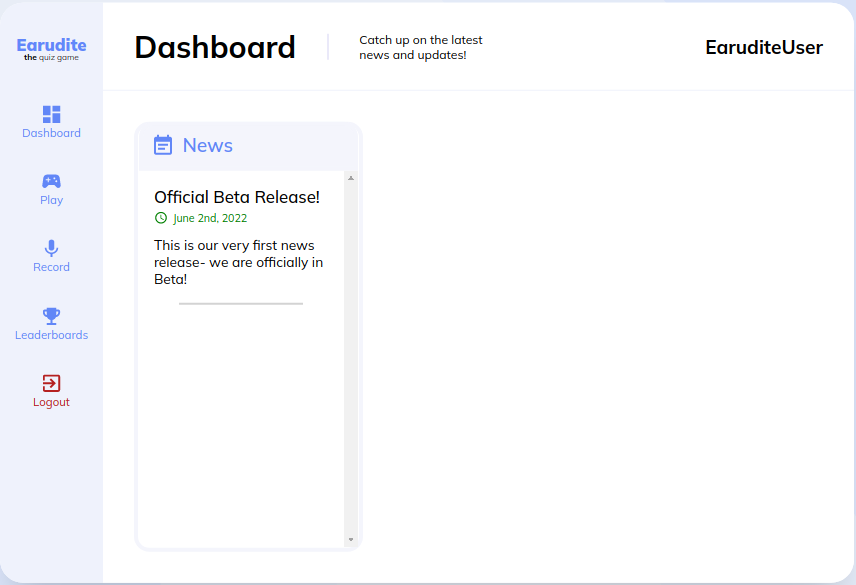 Earudite
the quiz game
Dashboard
Play
Record
Leaderboards
Logout
Dashboard
Catch up on the latest
news and updates!
EaruditeUser
News
Official Beta Release!
June 2nd, 2022
This is our very first news
release- we are officially in
Beta!